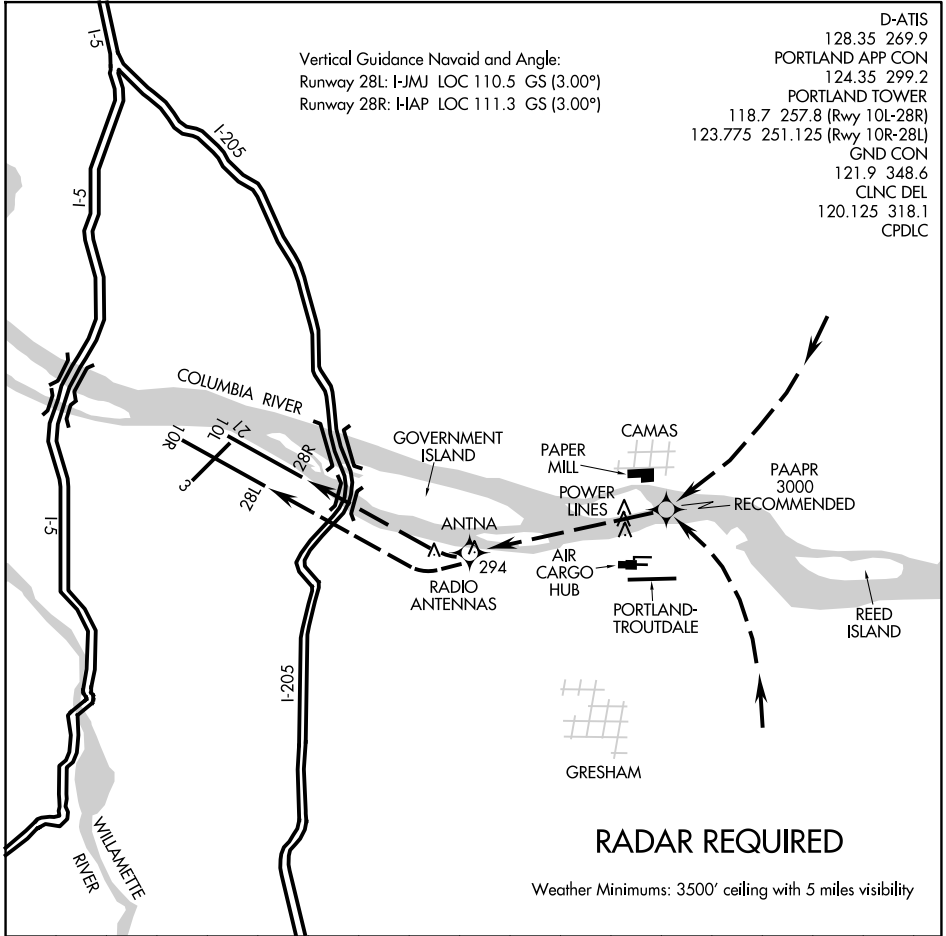 D-ATIS
128.35 269.9
PORTLAND APP CON
124.35 299.2
PORTLAND TOWER
118.7 257.8 (Rwy 10L-28R)
123.775 251.125 (Rwy 10R-28L)
GND CON
121.9 348.6
CLNC DEL
120.125 318.1
CPDLC
Vertical Guidance Navaid and Angle:
Runway 28L: I-JMJ LOC 110.5 GS (3.00°)
Runway 28R: I-IAP LOC 111.3 GS (3.00°)
I-5
I-205
I-5
COLUMBIA RIVER
10R
10L
21
28R
3
28L
GOVERNMENT
ISLAND
CAMAS
PAPER
MILL
POWER
LINES
PAAPR
3000
RECOMMENDED
ANTNA
294
RADIO
ANTENNAS
AIR
CARGO
HUB
PORTLAND-
TROUTDALE
REED
ISLAND
I-5
I-205
GRESHAM
WILLAMETTE
RIVER
RADAR REQUIRED
Weather Minimums: 3500' ceiling with 5 miles visibility